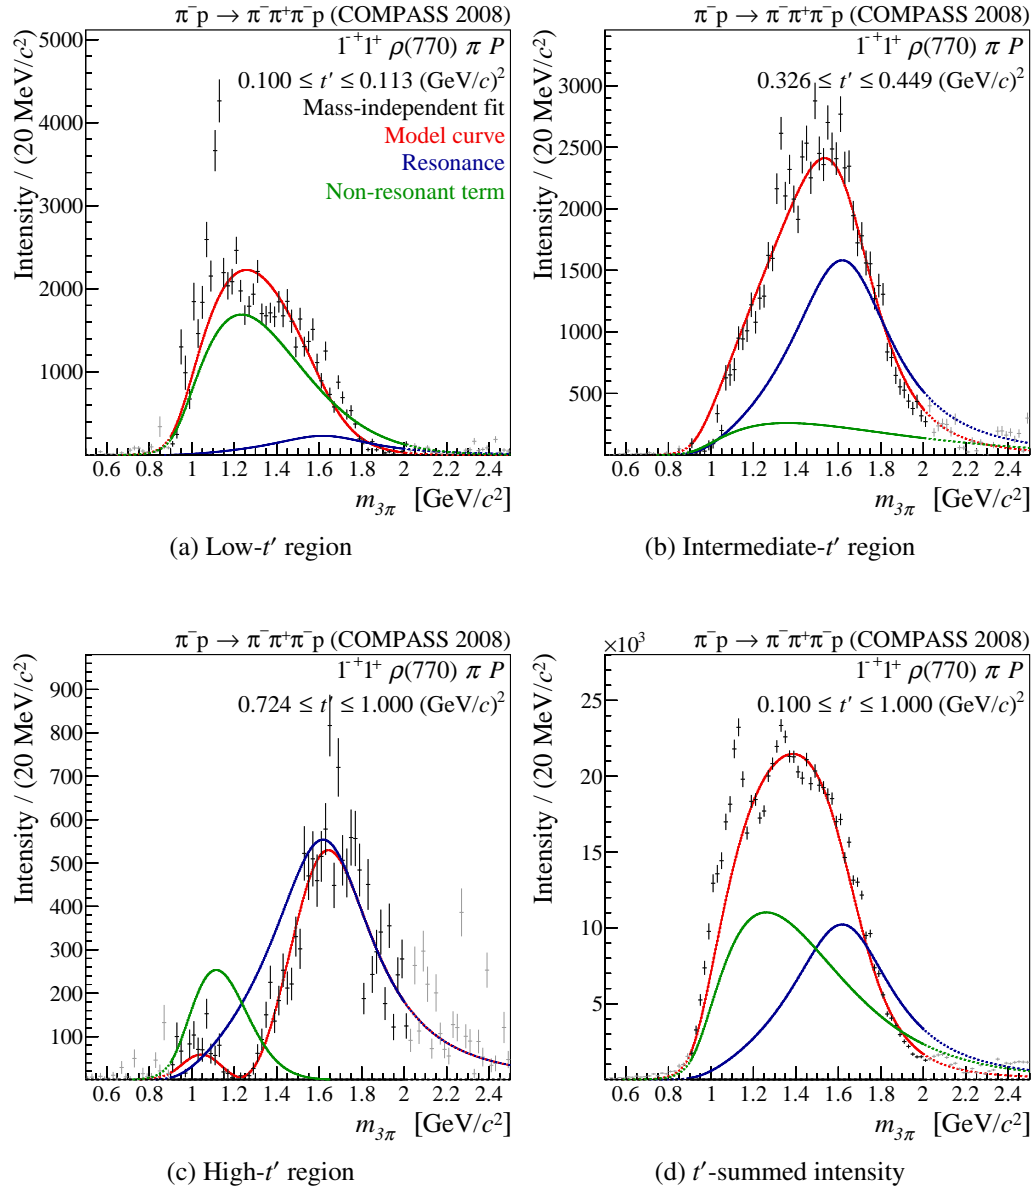 π⁻p → π⁻π⁺π⁻p (COMPASS 2008)
1⁻⁺1⁺ ρ(770) π P
0.100 ≤ t′ ≤ 0.113 (GeV/c)²
Mass-independent fit
Model curve
Resonance
Non-resonant term
Intensity / (20 MeV/c²)
5000
4000
3000
2000
1000
0.6 0.8 1 1.2 1.4 1.6 1.8 2 2.2 2.4
m₃π [GeV/c²]
(a) Low-t′ region
π⁻p → π⁻π⁺π⁻p (COMPASS 2008)
1⁻⁺1⁺ ρ(770) π P
0.326 ≤ t′ ≤ 0.449 (GeV/c)²
Intensity / (20 MeV/c²)
3000
2500
2000
1500
1000
500
0.6 0.8 1 1.2 1.4 1.6 1.8 2 2.2 2.4
m₃π [GeV/c²]
(b) Intermediate-t′ region
π⁻p → π⁻π⁺π⁻p (COMPASS 2008)
1⁻⁺1⁺ ρ(770) π P
0.724 ≤ t′ ≤ 1.000 (GeV/c)²
Intensity / (20 MeV/c²)
900
800
700
600
500
400
300
200
100
0.6 0.8 1 1.2 1.4 1.6 1.8 2 2.2 2.4
m₃π [GeV/c²]
(c) High-t′ region
×10³
π⁻p → π⁻π⁺π⁻p (COMPASS 2008)
1⁻⁺1⁺ ρ(770) π P
0.100 ≤ t′ ≤ 1.000 (GeV/c)²
Intensity / (20 MeV/c²)
25
20
15
10
5
0.6 0.8 1 1.2 1.4 1.6 1.8 2 2.2 2.4
m₃π [GeV/c²]
(d) t′-summed intensity